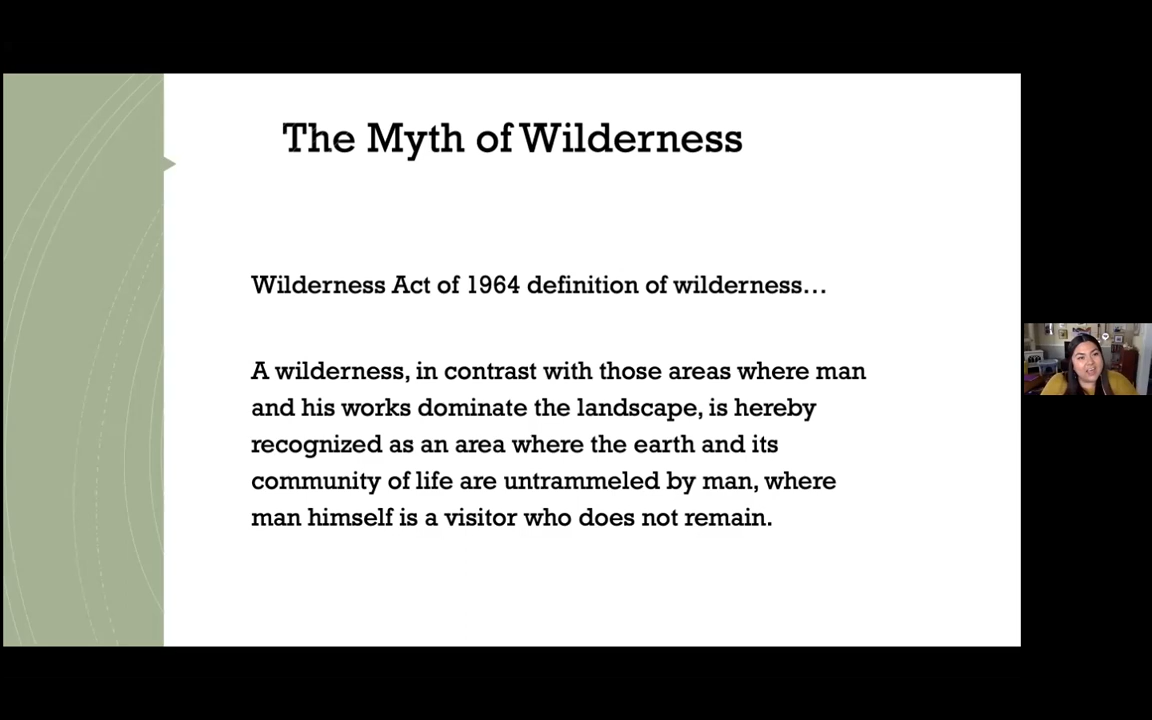 The Myth of Wilderness
Wilderness Act of 1964 definition of wilderness…
A wilderness, in contrast with those areas where man
and his works dominate the landscape, is hereby
recognized as an area where the earth and its
community of life are untrammeled by man, where
man himself is a visitor who does not remain.